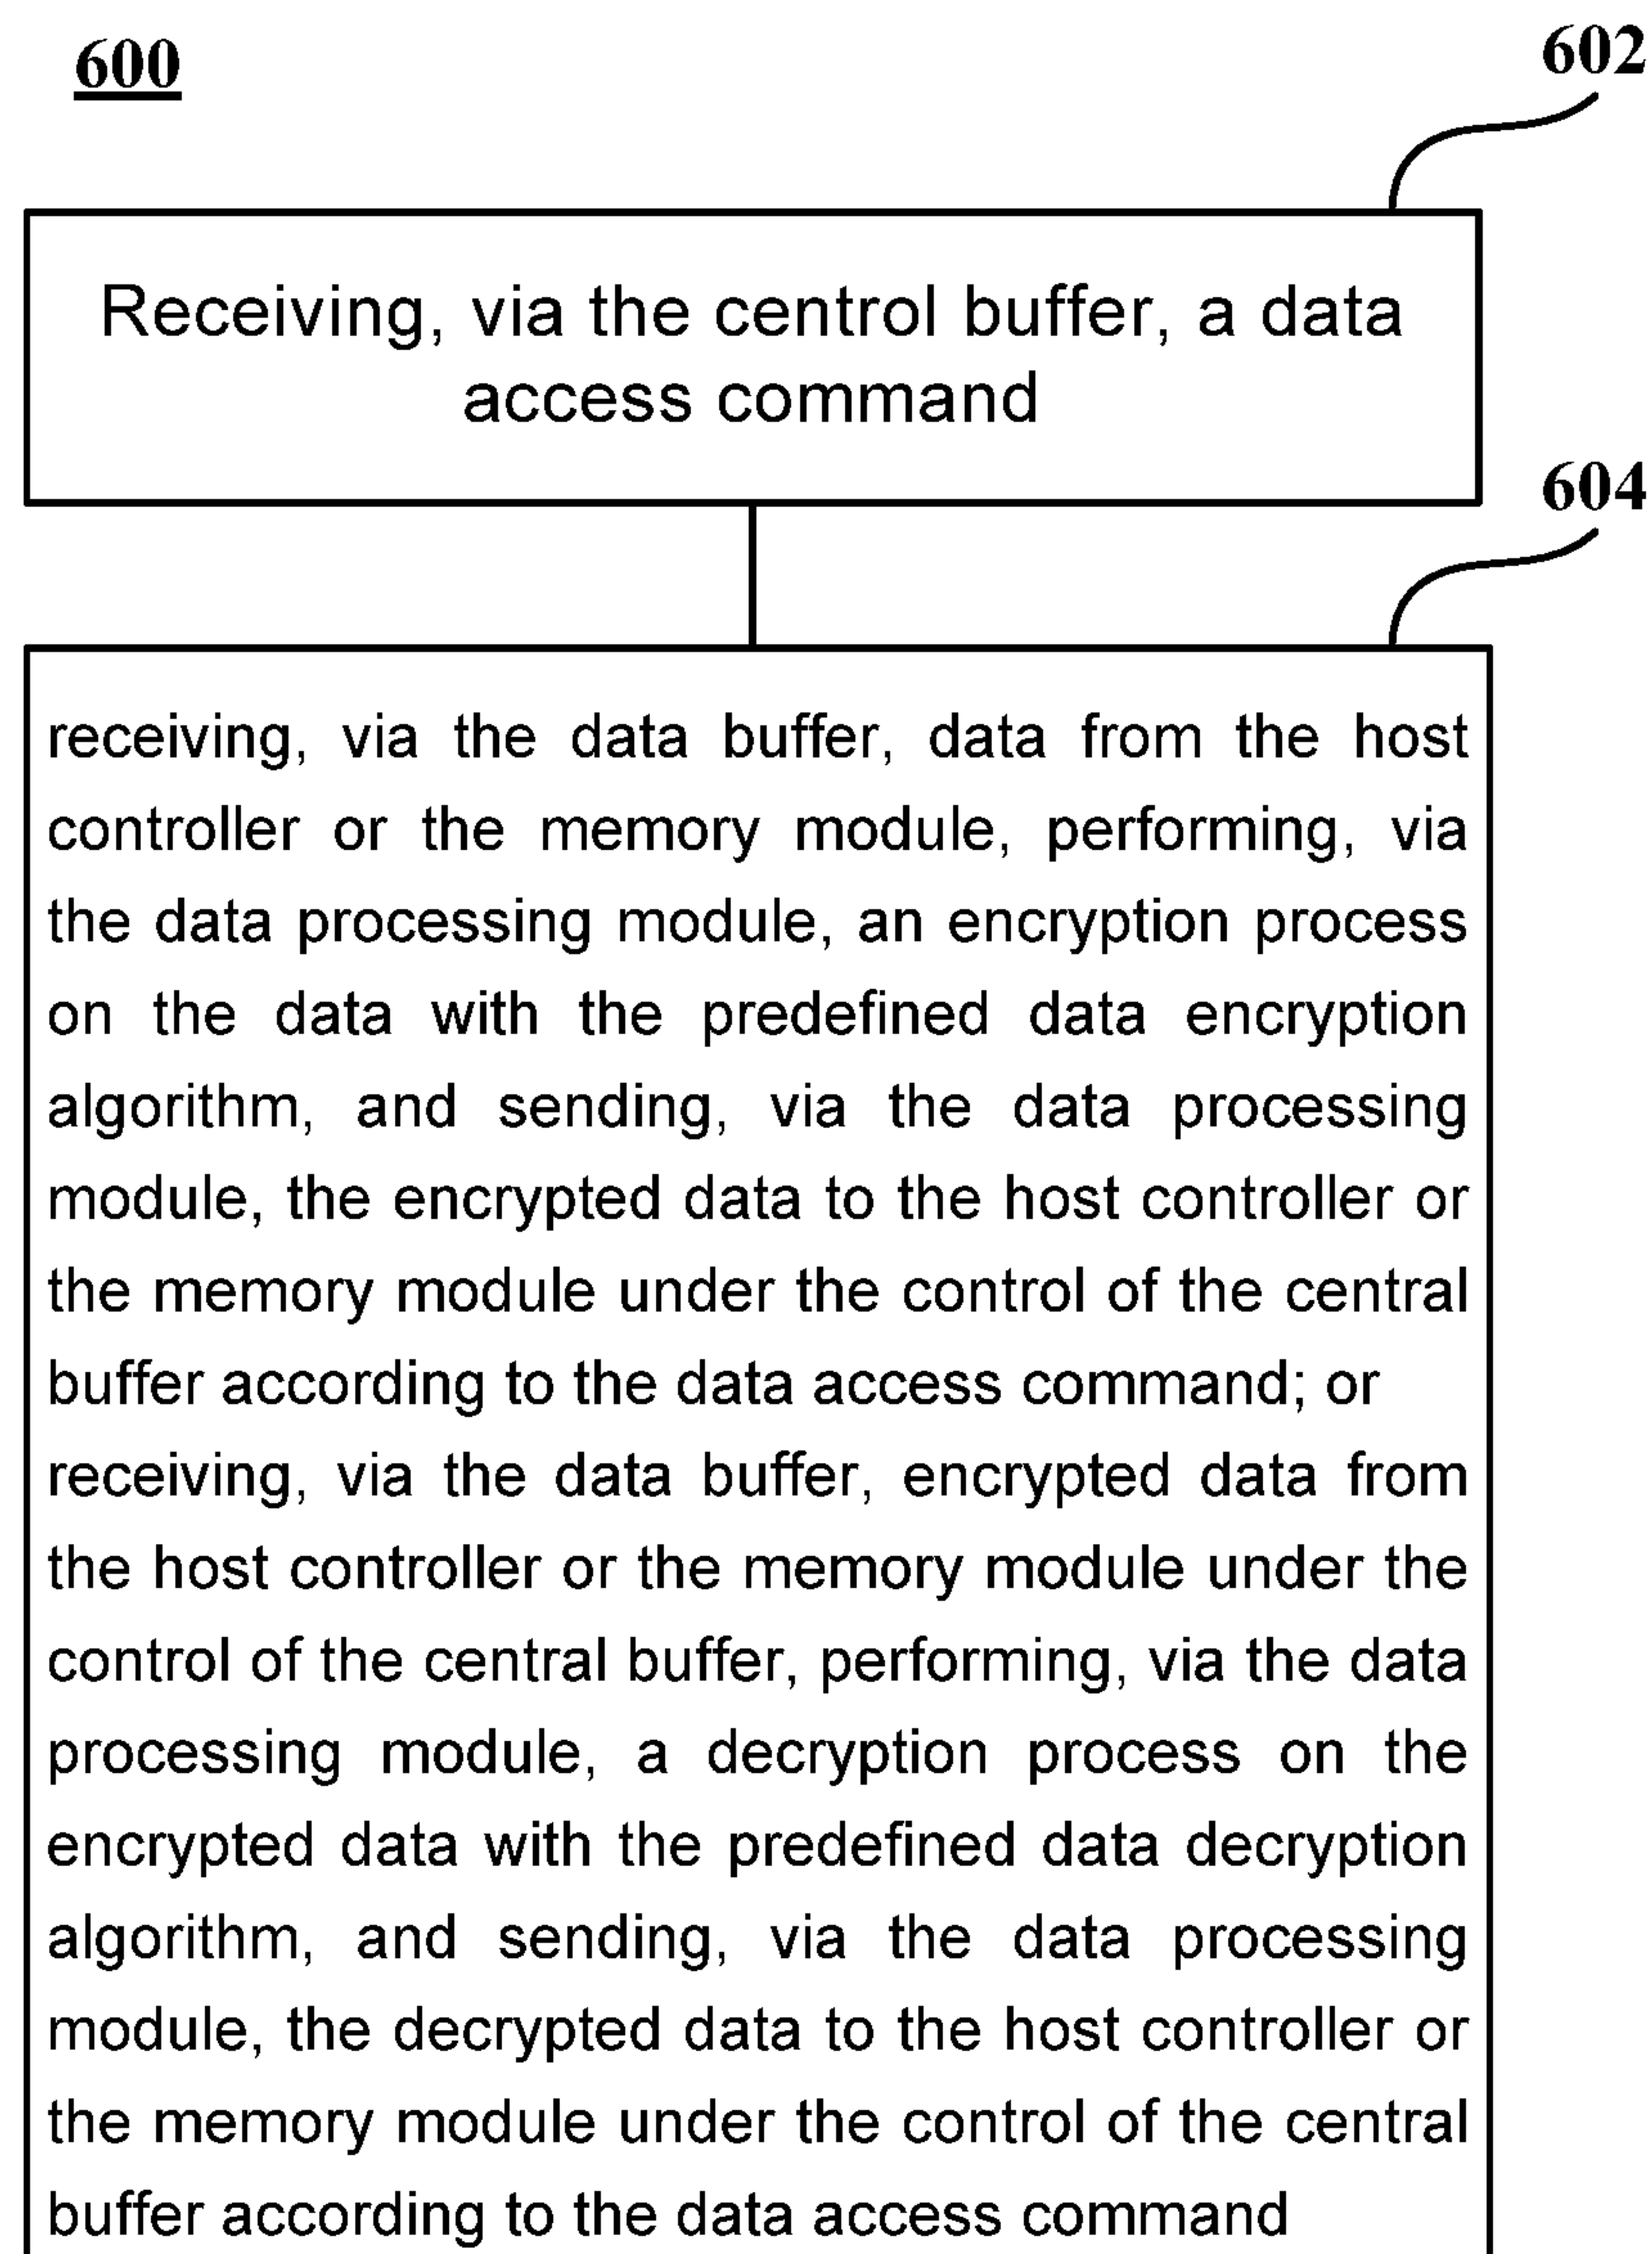 600
602
Receiving, via the central buffer, a data
access command
604
receiving, via the data buffer, data from the host
controller or the memory module, performing, via
the data processing module, an encryption process
on the data with the predefined data encryption
algorithm, and sending, via the data processing
module, the encrypted data to the host controller or
the memory module under the control of the central
buffer according to the data access command; or
receiving, via the data buffer, encrypted data from
the host controller or the memory module under the
control of the central buffer, performing, via the data
processing module, a decryption process on the
encrypted data with the predefined data decryption
algorithm, and sending, via the data processing
module, the decrypted data to the host controller or
the memory module under the control of the central
buffer according to the data access command